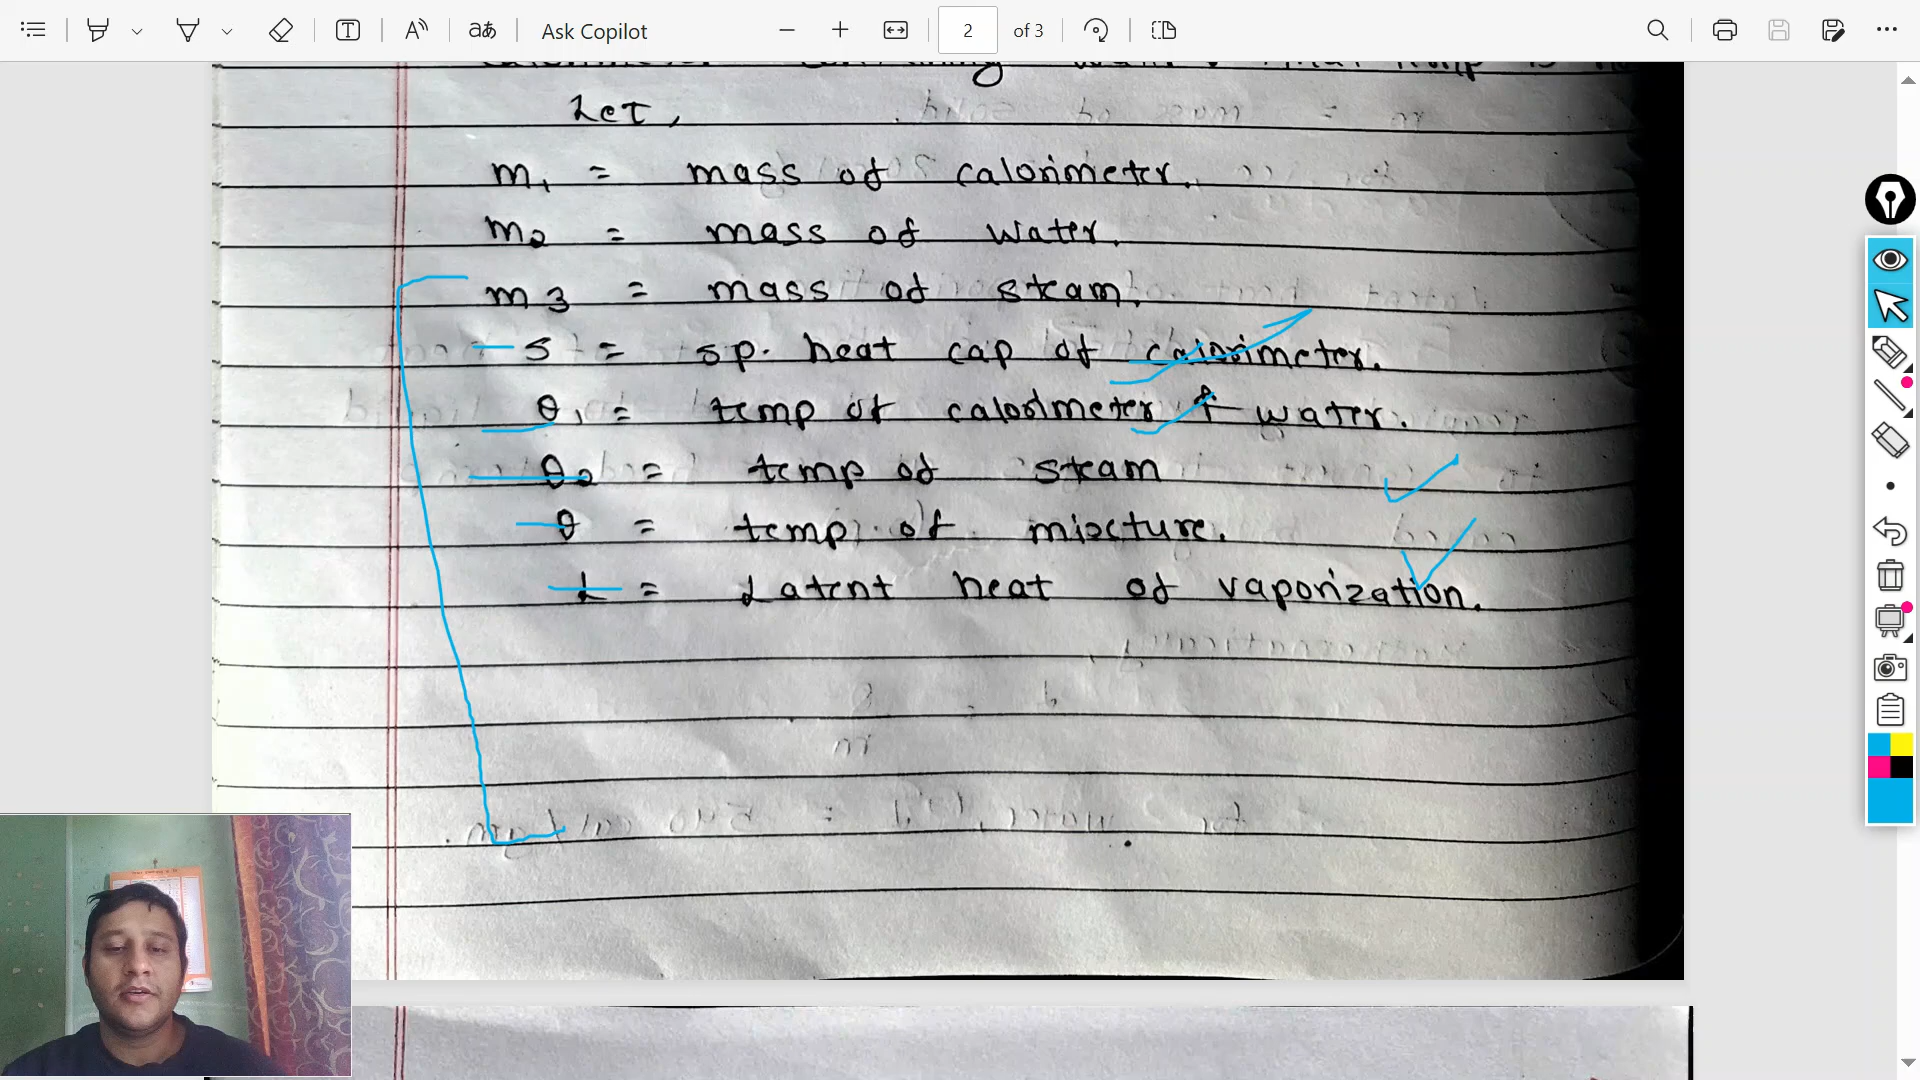 Ask Copilot
2 of 3
Let,
m1 = mass of calorimeter.
m2 = mass of water.
m3 = mass of steam.
s = sp. heat cap of calorimeter.
θ1 = temp of calorimeter & water.
θ2 = temp of steam
θ = temp. of mixture.
L = Latent heat of vaporization.